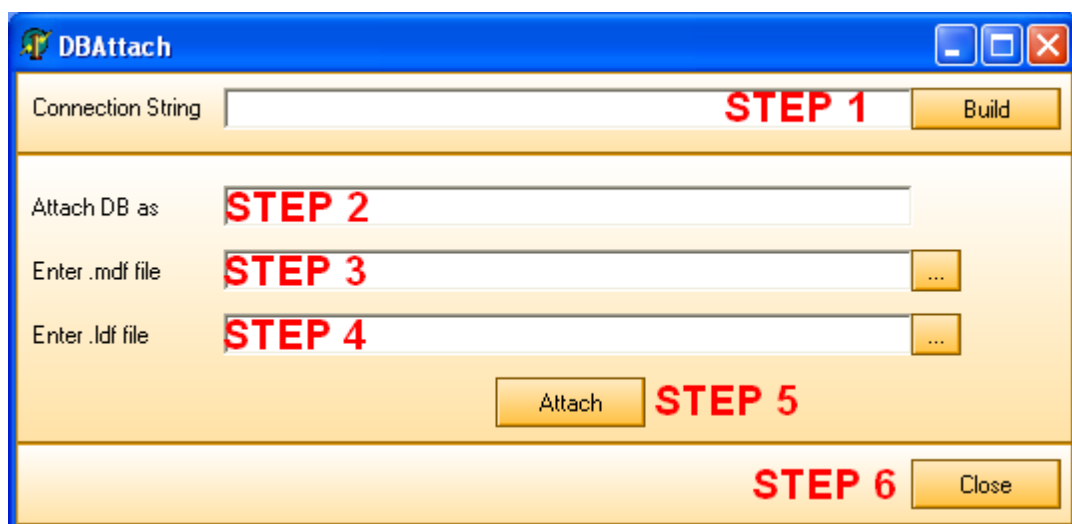 DBAttach
Connection String STEP 1 Build
Attach DB as STEP 2
Enter .mdf file STEP 3 ...
Enter .ldf file STEP 4 ...
Attach STEP 5
STEP 6 Close